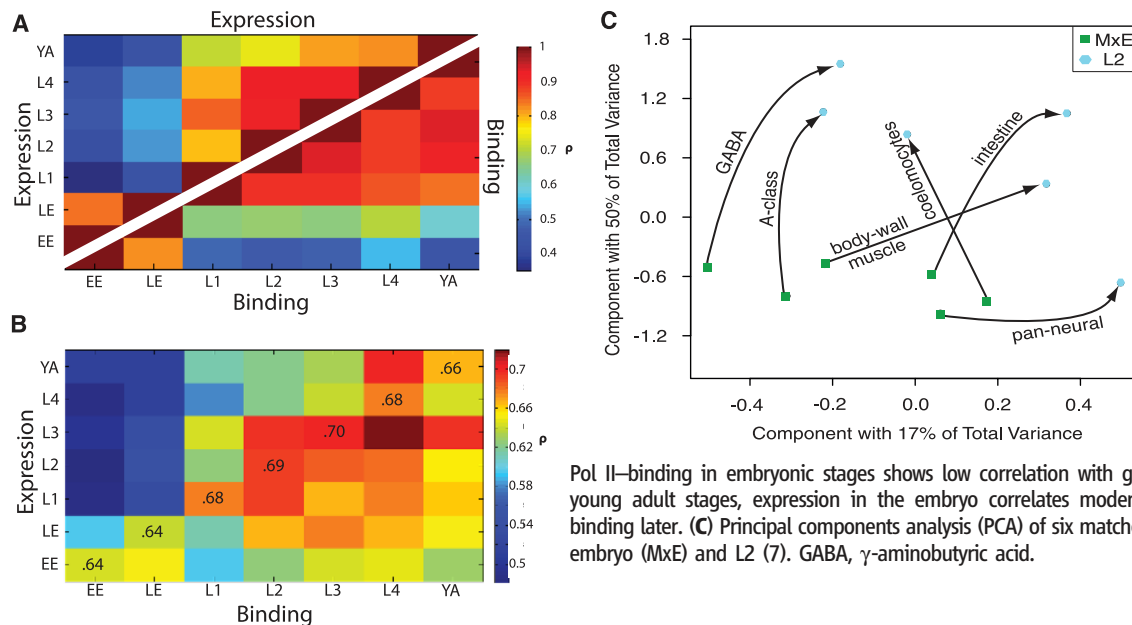 A
Expression
YA
L4
L3
L2
L1
LE
EE
Expression
Binding
EE LE L1 L2 L3 L4 YA
Binding
1
0.9
0.8
0.7
0.6
0.5
0.4
ρ
B
YA
L4
L3
L2
L1
LE
EE
Expression
.66
.68
.70
.69
.68
.64
.64
EE LE L1 L2 L3 L4 YA
Binding
0.7
0.66
0.62
0.58
0.54
0.5
ρ
C
MxE
L2
1.8
1.2
0.6
0.0
-0.6
-1.2
Component with 50% of Total Variance
GABA
A-class
coelomocytes
intestine
body-wall
muscle
pan-neural
-0.4 -0.2 0.0 0.2 0.4
Component with 17% of Total Variance
Pol II–binding in embryonic stages shows low correlation with g
young adult stages, expression in the embryo correlates moder
binding later. (C) Principal components analysis (PCA) of six match
embryo (MxE) and L2 (7). GABA, γ-aminobutyric acid.